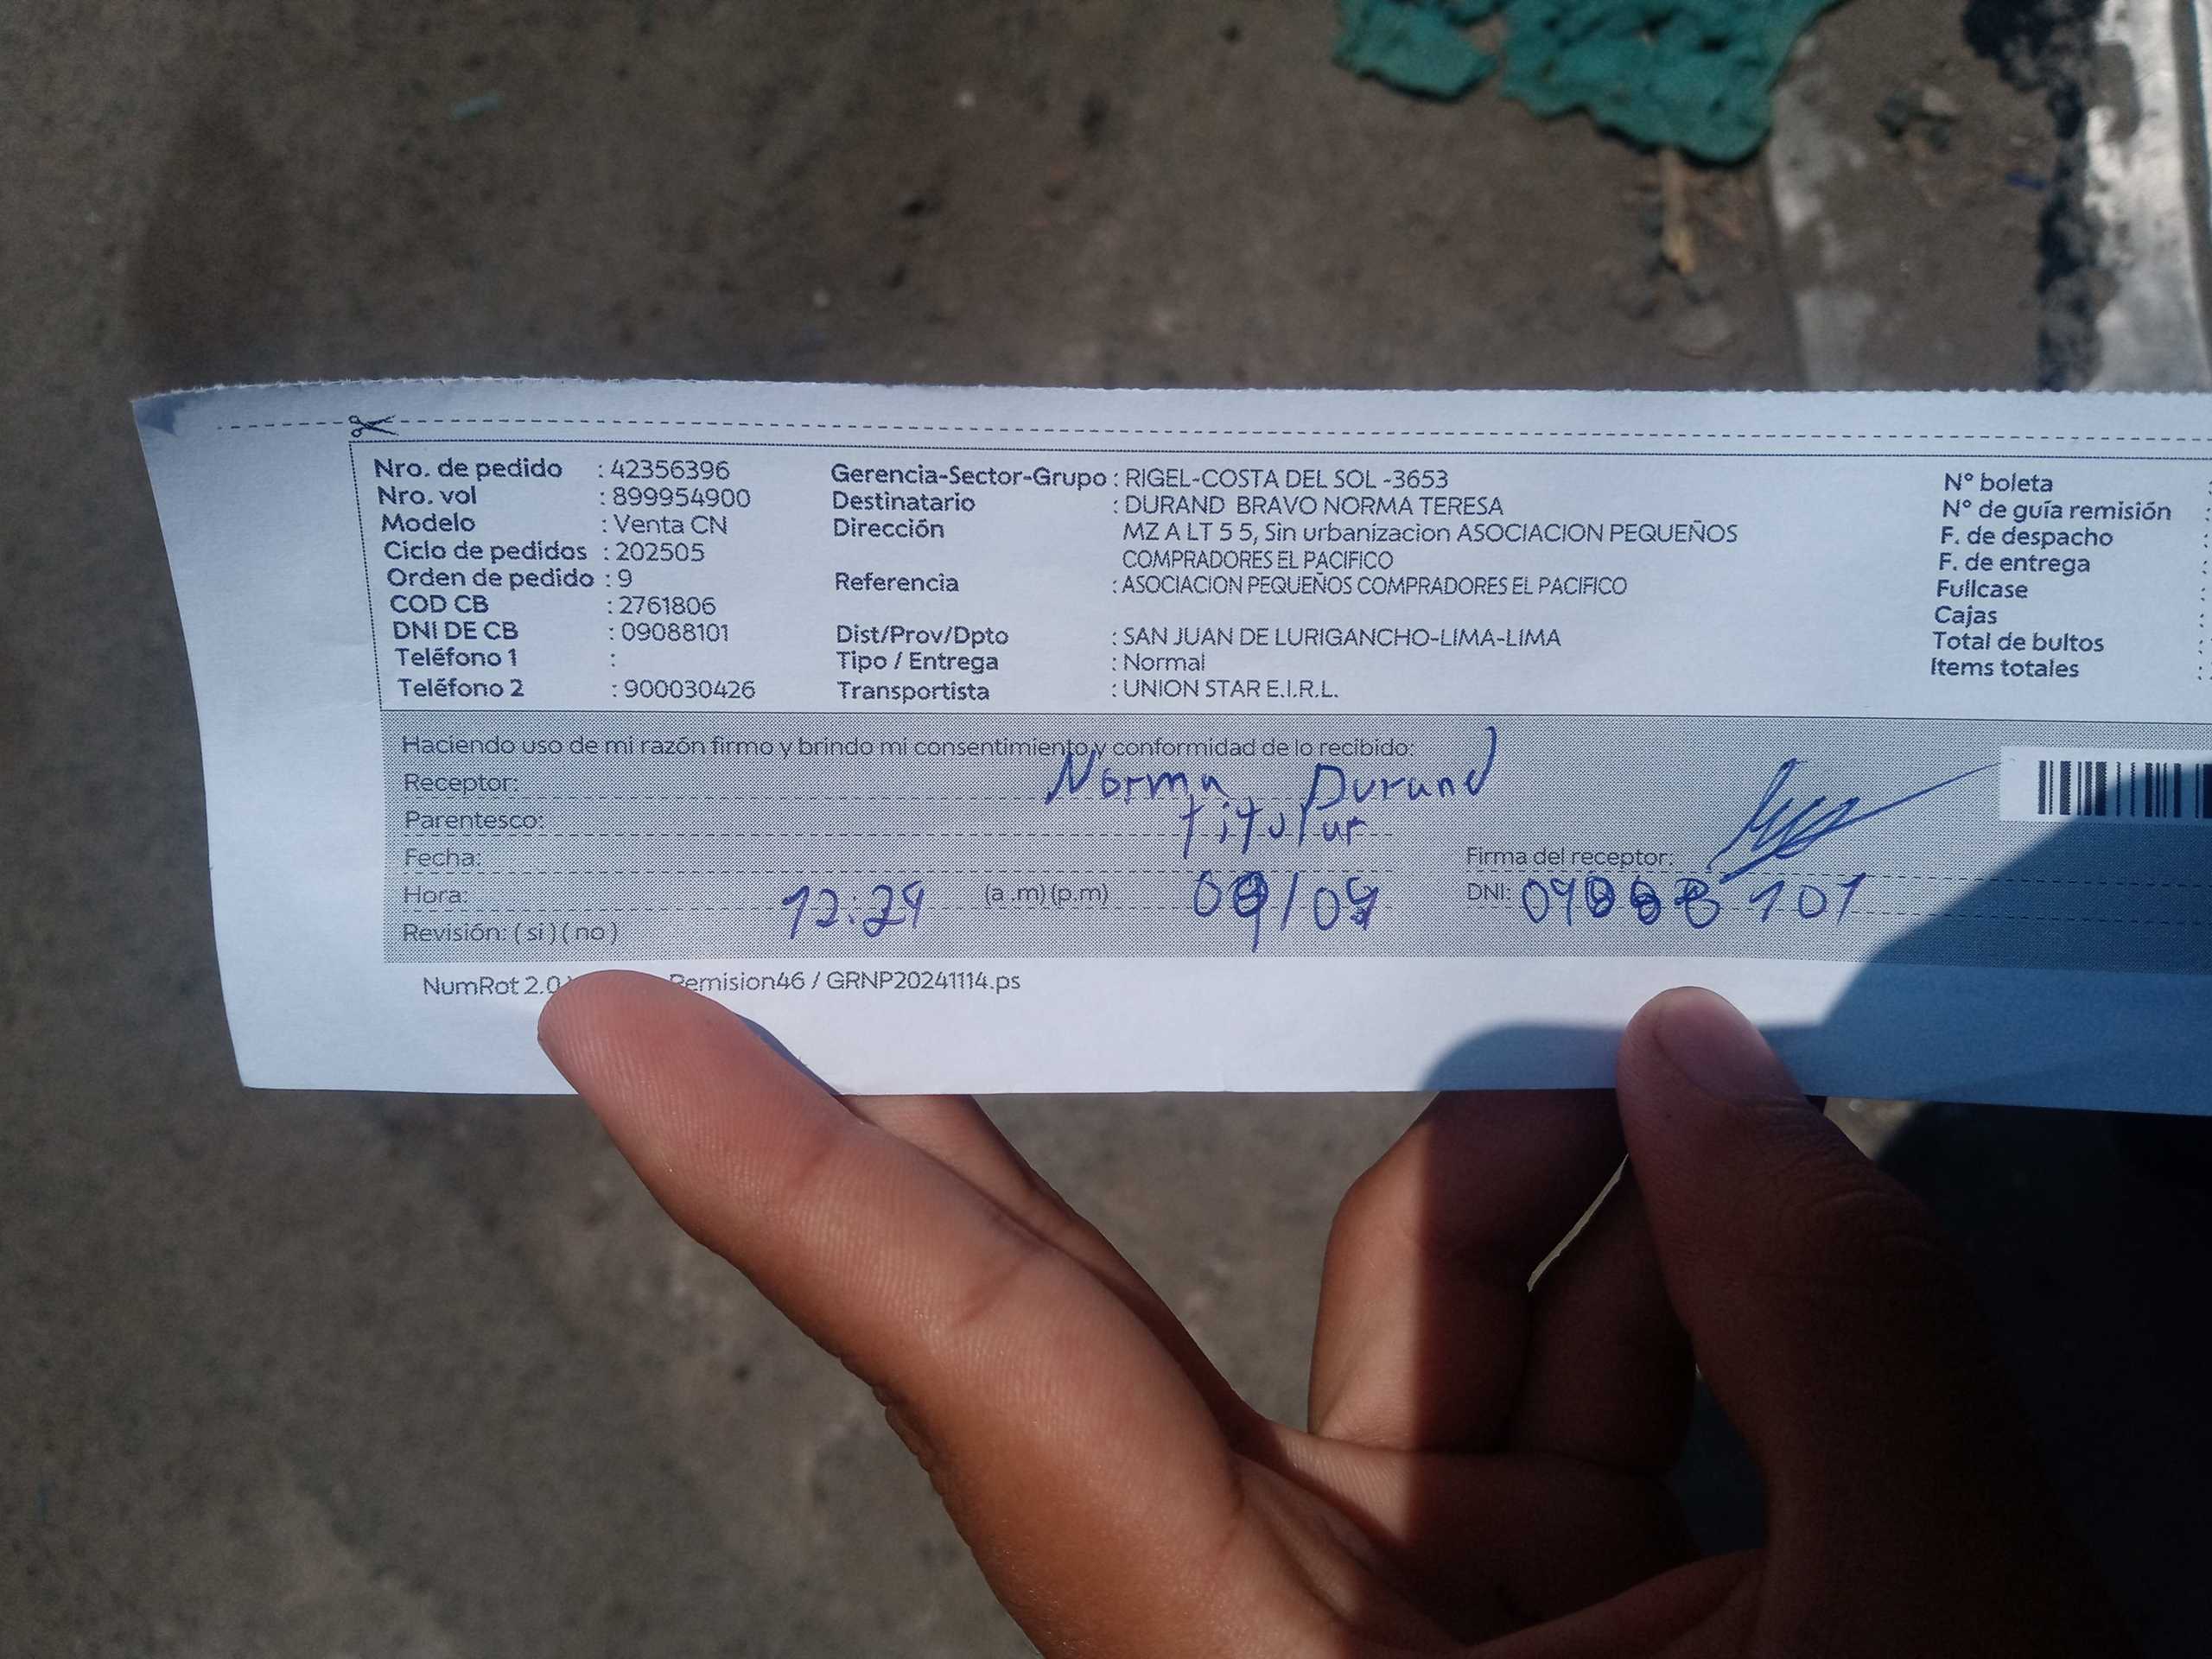 Nro. de pedido : 42356396
Nro. vol : 899954900
Modelo : Venta CN
Ciclo de pedidos : 202505
Orden de pedido : 9
COD CB : 2761806
DNI DE CB : 09088101
Teléfono 1 :
Teléfono 2 : 900030426
Gerencia-Sector-Grupo : RIGEL-COSTA DEL SOL -3653
Destinatario : DURAND BRAVO NORMA TERESA
Dirección MZ A LT 5 5, Sin urbanizacion ASOCIACION PEQUEÑOS
COMPRADORES EL PACIFICO
Referencia : ASOCIACION PEQUEÑOS COMPRADORES EL PACIFICO
Dist/Prov/Dpto : SAN JUAN DE LURIGANCHO-LIMA-LIMA
Tipo / Entrega : Normal
Transportista : UNION STAR E.I.R.L.
N° boleta :
N° de guía remisión :
F. de despacho :
F. de entrega :
Fullcase :
Cajas :
Total de bultos :
Items totales :
Haciendo uso de mi razón firmo y brindo mi consentimiento y conformidad de lo recibido:
Receptor: Norma Durand
Parentesco: titular
Fecha:
Firma del receptor:
Hora: 12:29 (a .m) (p.m)
DNI:
Revisión: ( si ) ( no )
NumRot 2.0 Remision46 / GRNP20241114.ps